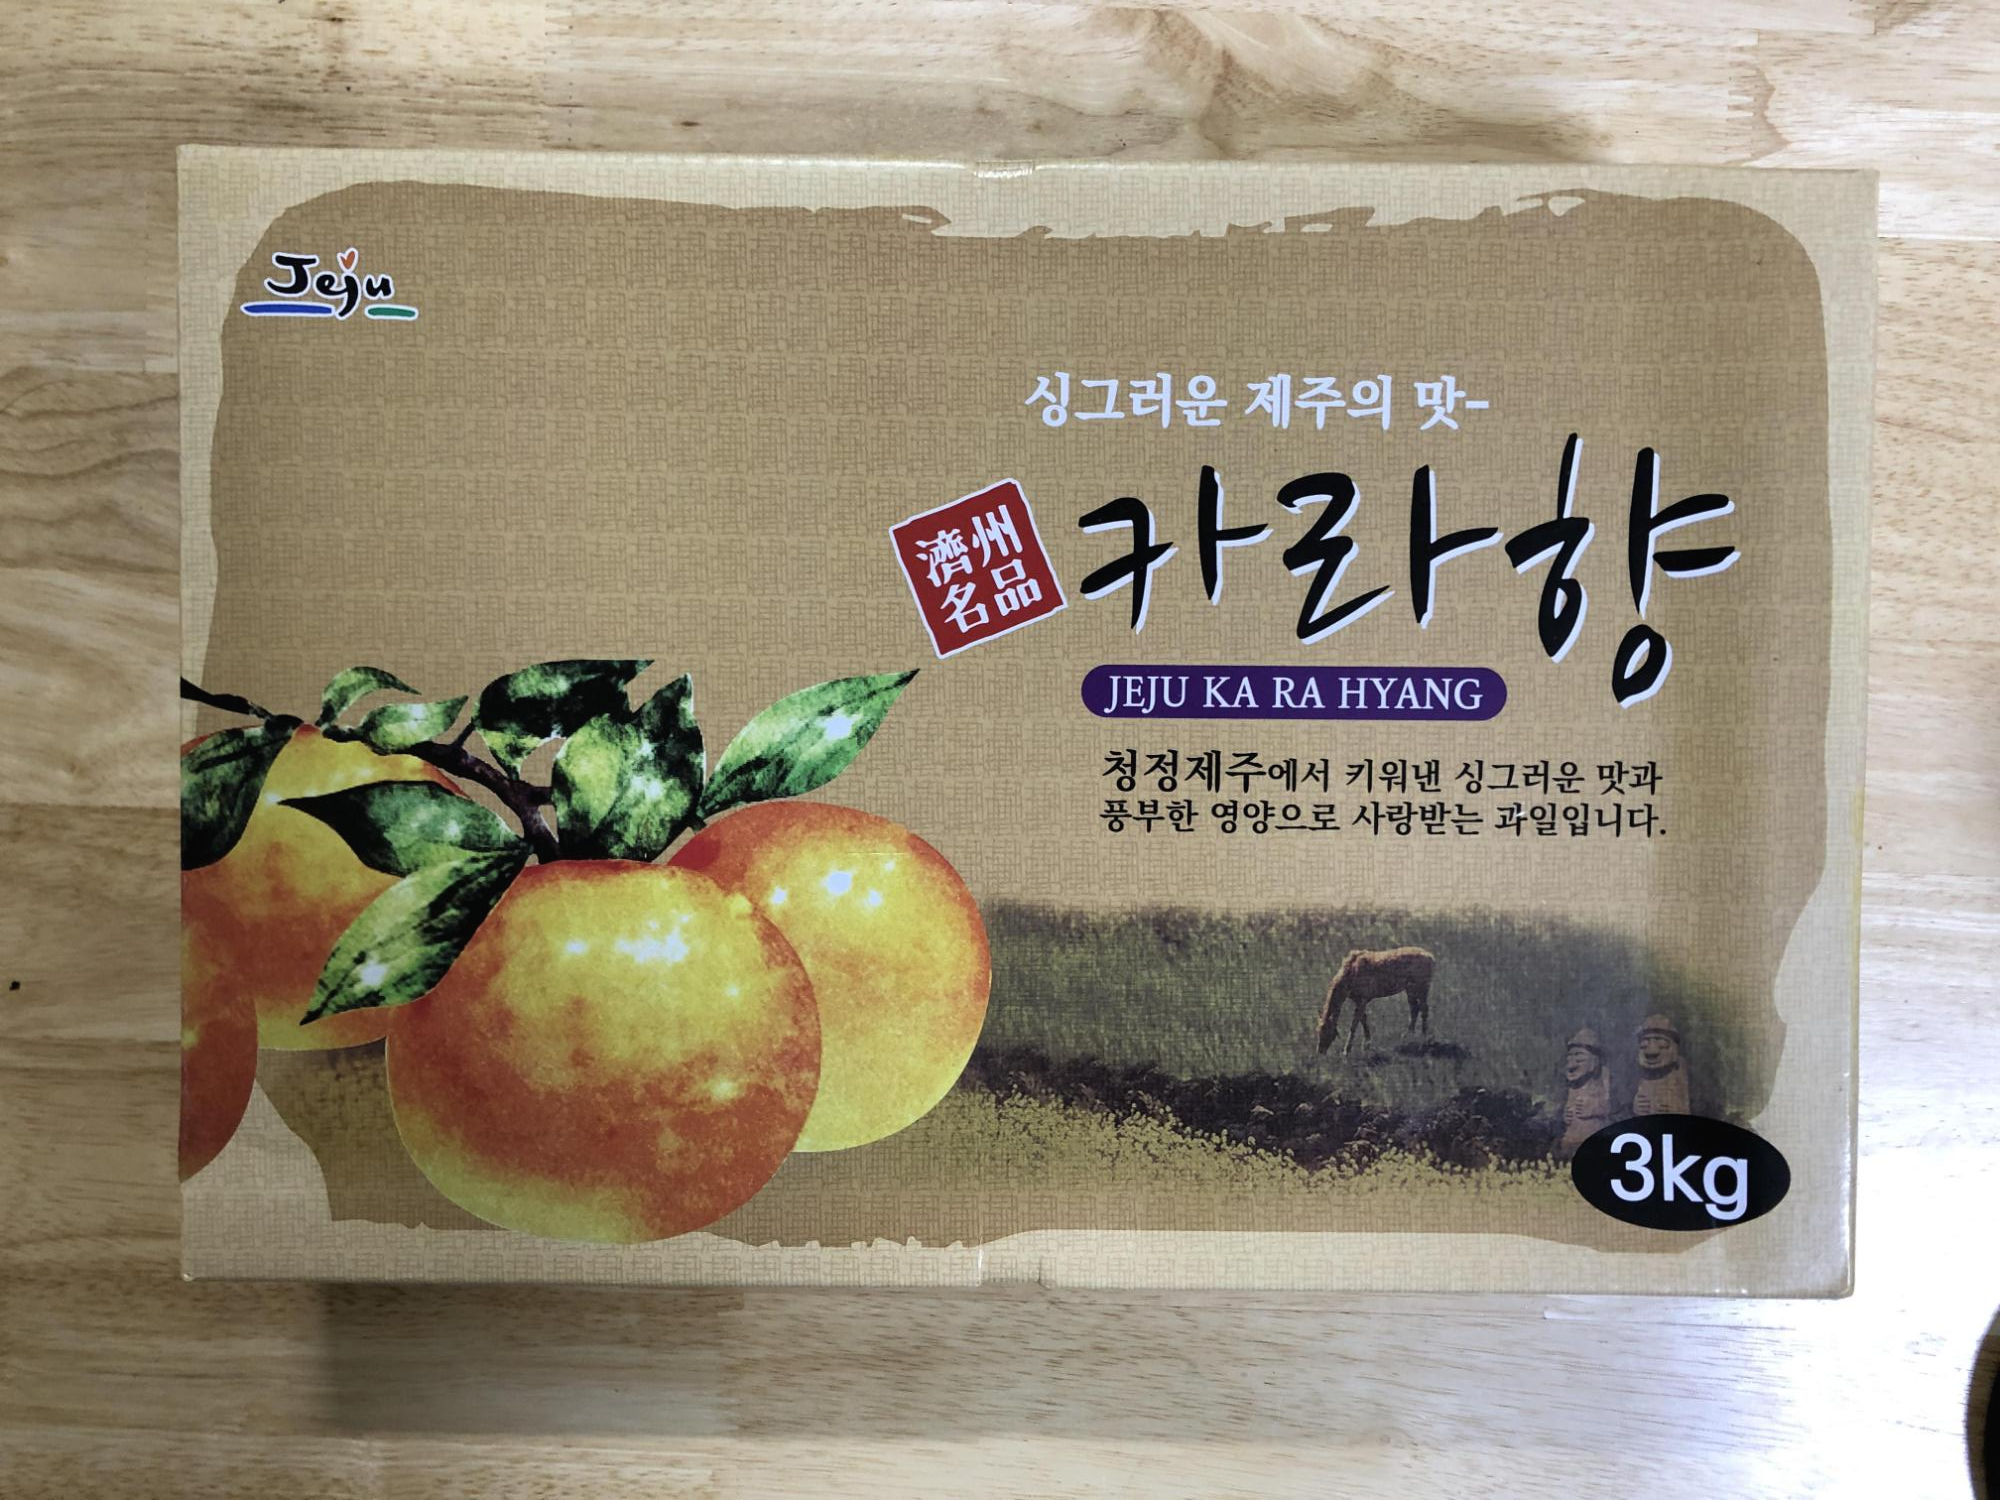 Jeju
싱그러운 제주의 맛-
濟州
名品
카라향
JEJU KA RA HYANG
청정제주에서 키워낸 싱그러운 맛과
풍부한 영양으로 사랑받는 과일입니다.
3kg